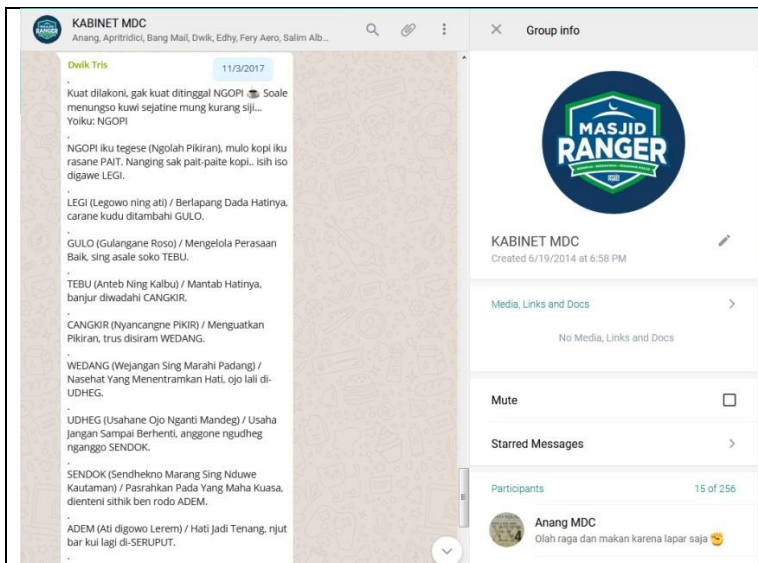 KABINET MDC
Anang, Apritridici, Bang Mail, Dwik, Edhy, Fery Aero, Salim Alb...
Dwik Tris
11/3/2017
.
Kuat dilakoni, gak kuat ditinggal NGOPI ☕ Soale
menungso kuwi sejatine mung kurang siji...
Yoiku: NGOPI
.
NGOPI iku tegese (Ngolah Pikiran), mulo kopi iku
rasane PAIT. Nanging sak pait-paite kopi.. isih iso
digawe LEGI.
.
LEGI (Legowo ning ati) / Berlapang Dada Hatinya,
carane kudu ditambahi GULO.
.
GULO (Gulangane Roso) / Mengelola Perasaan
Baik, sing asale soko TEBU.
.
TEBU (Anteb Ning Kalbu) / Mantab Hatinya,
banjur diwadahi CANGKIR.
.
CANGKIR (Nyancangne PiKIR) / Menguatkan
Pikiran, trus disiram WEDANG.
.
WEDANG (Wejangan Sing Marahi Padang) /
Nasehat Yang Menentramkan Hati, ojo lali di-
UDHEG.
.
UDHEG (Usahane Ojo Nganti Mandeg) / Usaha
Jangan Sampai Berhenti, anggone ngudheg
nganggo SENDOK.
.
SENDOK (Sendhekno Marang Sing Nduwe
Kautaman) / Pasrahkan Pada Yang Maha Kuasa,
dienteni sithik ben rodo ADEM.
.
ADEM (Ati digowo Lerem) / Hati Jadi Tenang, njut
bar kui lagi di-SERUPUT.
.
Group info
MASJID
RANGER
KABINET MDC
Created 6/19/2014 at 6:58 PM
Media, Links and Docs
No Media, Links and Docs
Mute
Starred Messages
Participants 15 of 256
Anang MDC
Olah raga dan makan karena lapar saja ✊